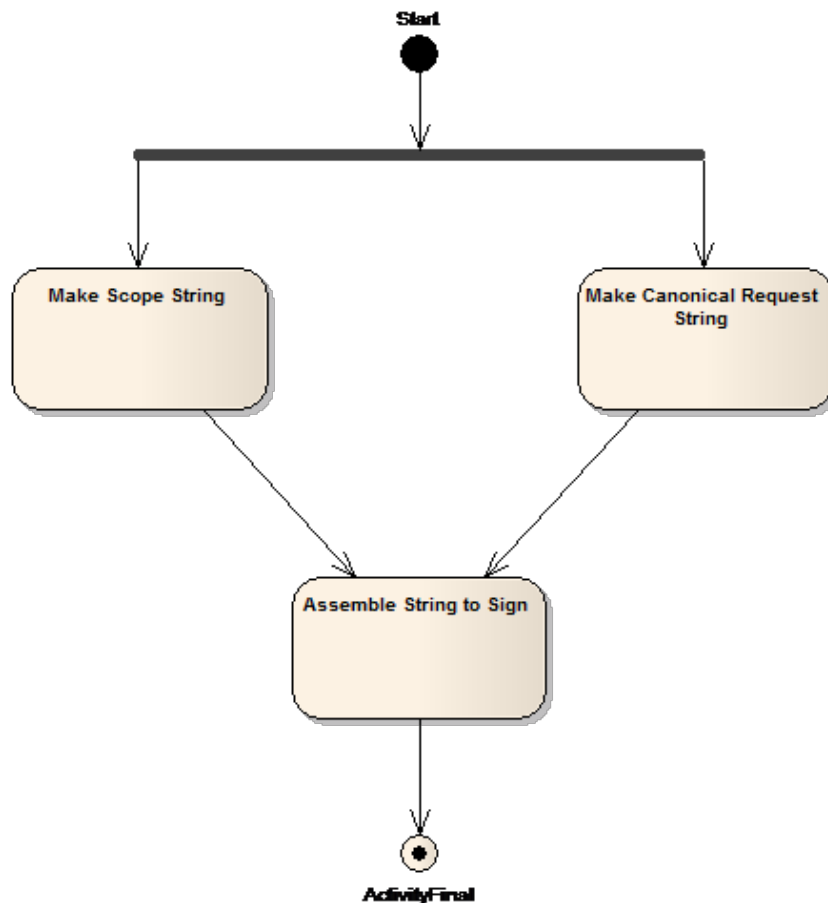 Start
Make Scope String
Make Canonical Request
String
Assemble String to Sign
ActivityFinal